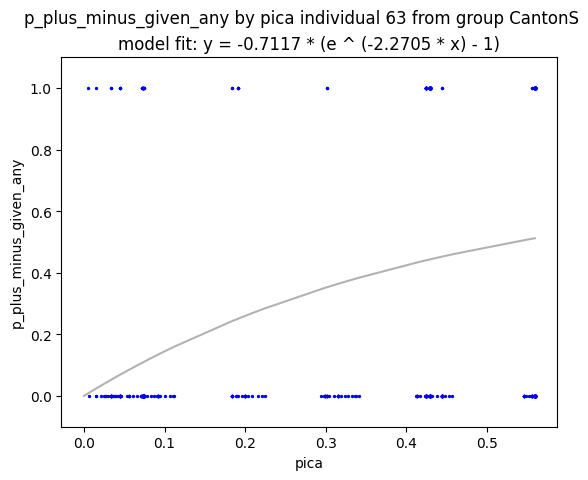 p_plus_minus_given_any by pica individual 63 from group CantonS
model fit: y = -0.7117 * (e ^ (-2.2705 * x) - 1)
1.0
0.8
0.6
0.4
0.2
0.0
p_plus_minus_given_any
0.0 0.1 0.2 0.3 0.4 0.5
pica